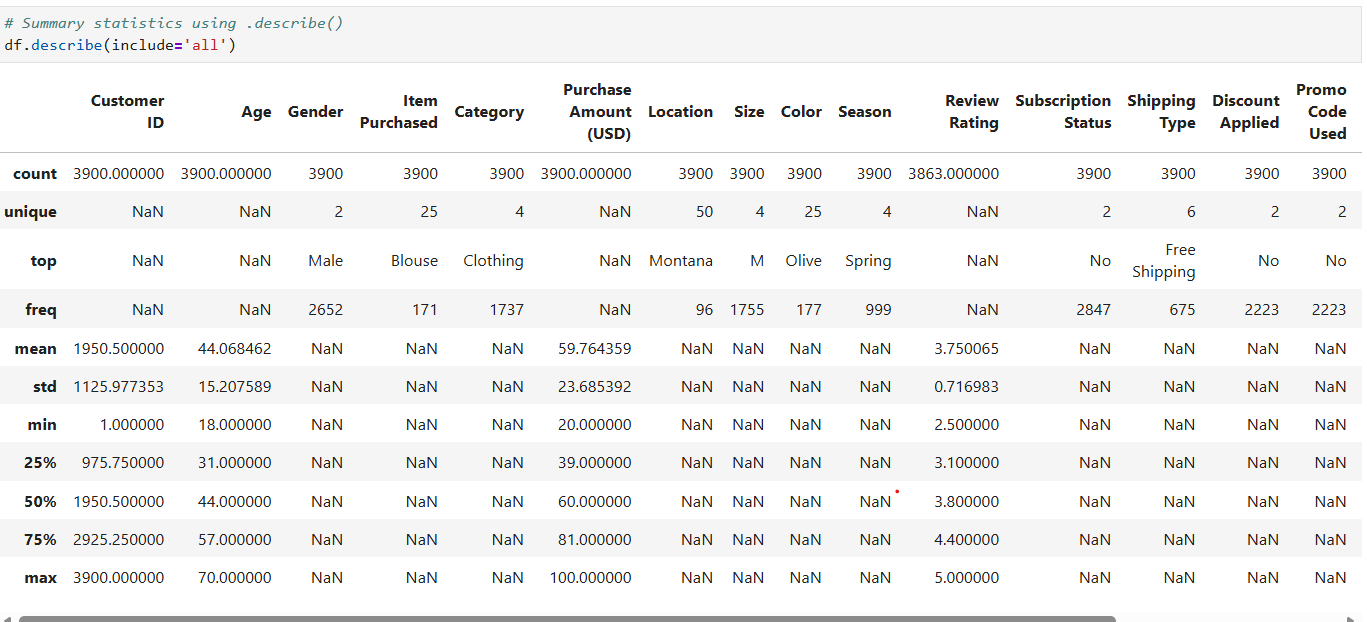 # Summary statistics using .describe()
df.describe(include='all')
Customer ID Age Gender Item Purchased Category Purchase Amount (USD) Location Size Color Season Review Rating Subscription Status Shipping Type Discount Applied Promo Code Used
count 3900.000000 3900.000000 3900 3900 3900 3900.000000 3900 3900 3900 3900 3863.000000 3900 3900 3900 3900
unique NaN NaN 2 25 4 NaN 50 4 25 4 NaN 2 6 2 2
top NaN NaN Male Blouse Clothing NaN Montana M Olive Spring NaN No Free Shipping No No
freq NaN NaN 2652 171 1737 NaN 96 1755 177 999 NaN 2847 675 2223 2223
mean 1950.500000 44.068462 NaN NaN NaN 59.764359 NaN NaN NaN NaN 3.750065 NaN NaN NaN NaN
std 1125.977353 15.207589 NaN NaN NaN 23.685392 NaN NaN NaN NaN 0.716983 NaN NaN NaN NaN
min 1.000000 18.000000 NaN NaN NaN 20.000000 NaN NaN NaN NaN 2.500000 NaN NaN NaN NaN
25% 975.750000 31.000000 NaN NaN NaN 39.000000 NaN NaN NaN NaN 3.100000 NaN NaN NaN NaN
50% 1950.500000 44.000000 NaN NaN NaN 60.000000 NaN NaN NaN NaN 3.800000 NaN NaN NaN NaN
75% 2925.250000 57.000000 NaN NaN NaN 81.000000 NaN NaN NaN NaN 4.400000 NaN NaN NaN NaN
max 3900.000000 70.000000 NaN NaN NaN 100.000000 NaN NaN NaN NaN 5.000000 NaN NaN NaN NaN